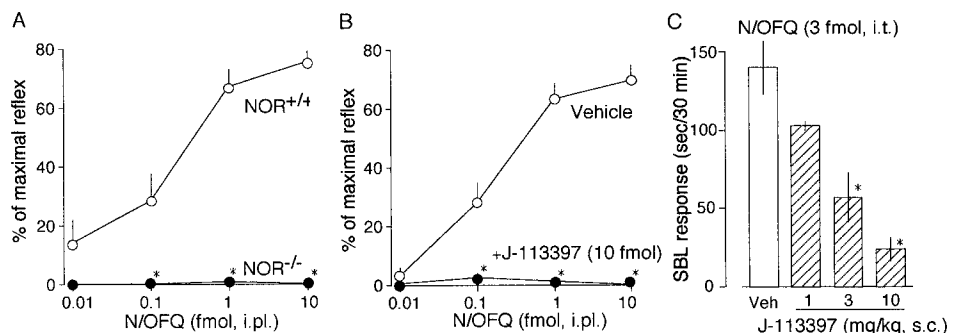 A
% of maximal reflex
80
60
40
20
0
NOR+/+
NOR-/-
*
*
*
0.01
0.1
1
10
N/OFQ (fmol, i.pl.)
B
% of maximal reflex
80
60
40
20
0
Vehicle
+J-113397 (10 fmol)
*
*
*
0.01
0.1
1
10
N/OFQ (fmol, i.pl.)
C
N/OFQ (3 fmol, i.t.)
SBL response (sec/30 min)
150
100
50
0
*
*
Veh
1
3
10
J-113397 (mg/kg, s.c.)